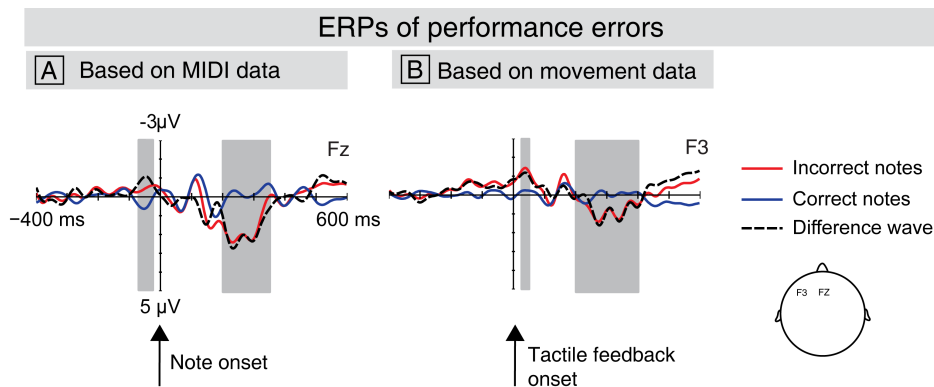 ERPs of performance errors
A Based on MIDI data
B Based on movement data
-3µV
Fz
F3
−400 ms
600 ms
5 µV
Note onset
Tactile feedback
onset
Incorrect notes
Correct notes
Difference wave
F3 FZ